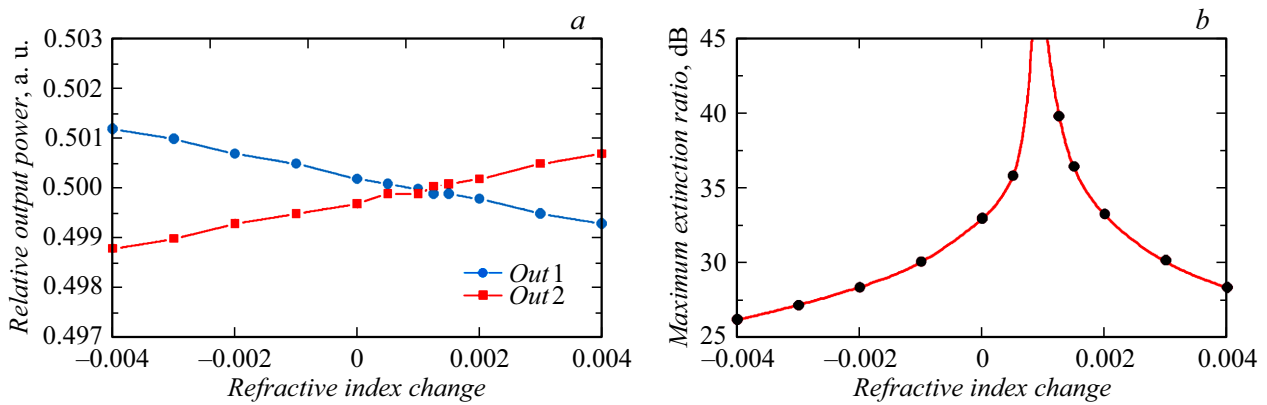 a
Relative output power, a. u.
0.503
0.502
0.501
0.500
0.499
0.498
0.497
Out 1
Out 2
−0.004
−0.002
0
0.002
0.004
Refractive index change
b
Maximum extinction ratio, dB
45
40
35
30
25
−0.004
−0.002
0
0.002
0.004
Refractive index change